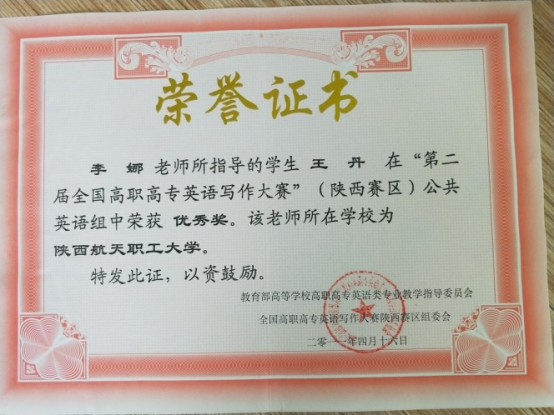 荣誉证书
李 娜 老师所指导的学生 王 丹 在“第二
届全国高职高专英语写作大赛”（陕西赛区）公共
英语组中荣获 优秀奖。该老师所在学校为
陕西航天职工大学。
特发此证，以资鼓励。
教育部高等学校高职高专英语类专业教学指导委员会
全国高职高专英语写作大赛陕西赛区组委会
二〇一一年四月十六日